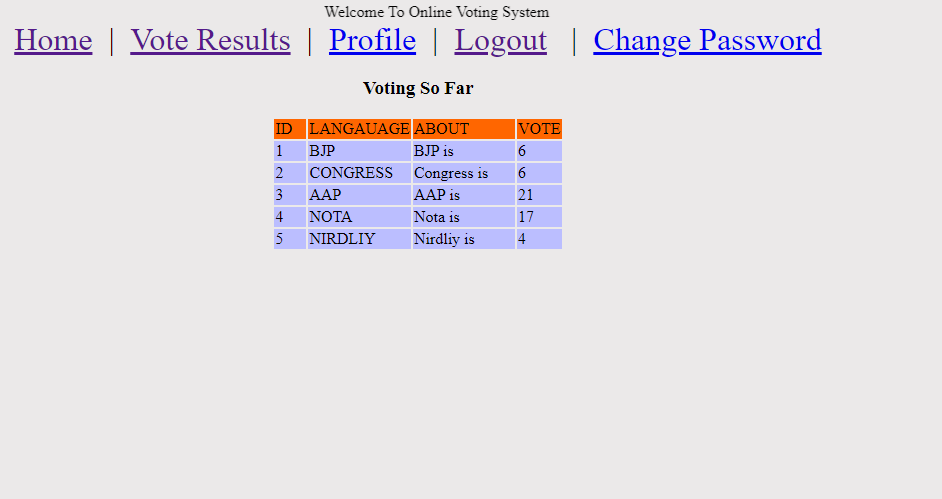 Welcome To Online Voting System
Home | Vote Results | Profile | Logout | Change Password
Voting So Far
ID LANGAUAGE ABOUT VOTE
1 BJP BJP is 6
2 CONGRESS Congress is 6
3 AAP AAP is 21
4 NOTA Nota is 17
5 NIRDLIY Nirdliy is 4